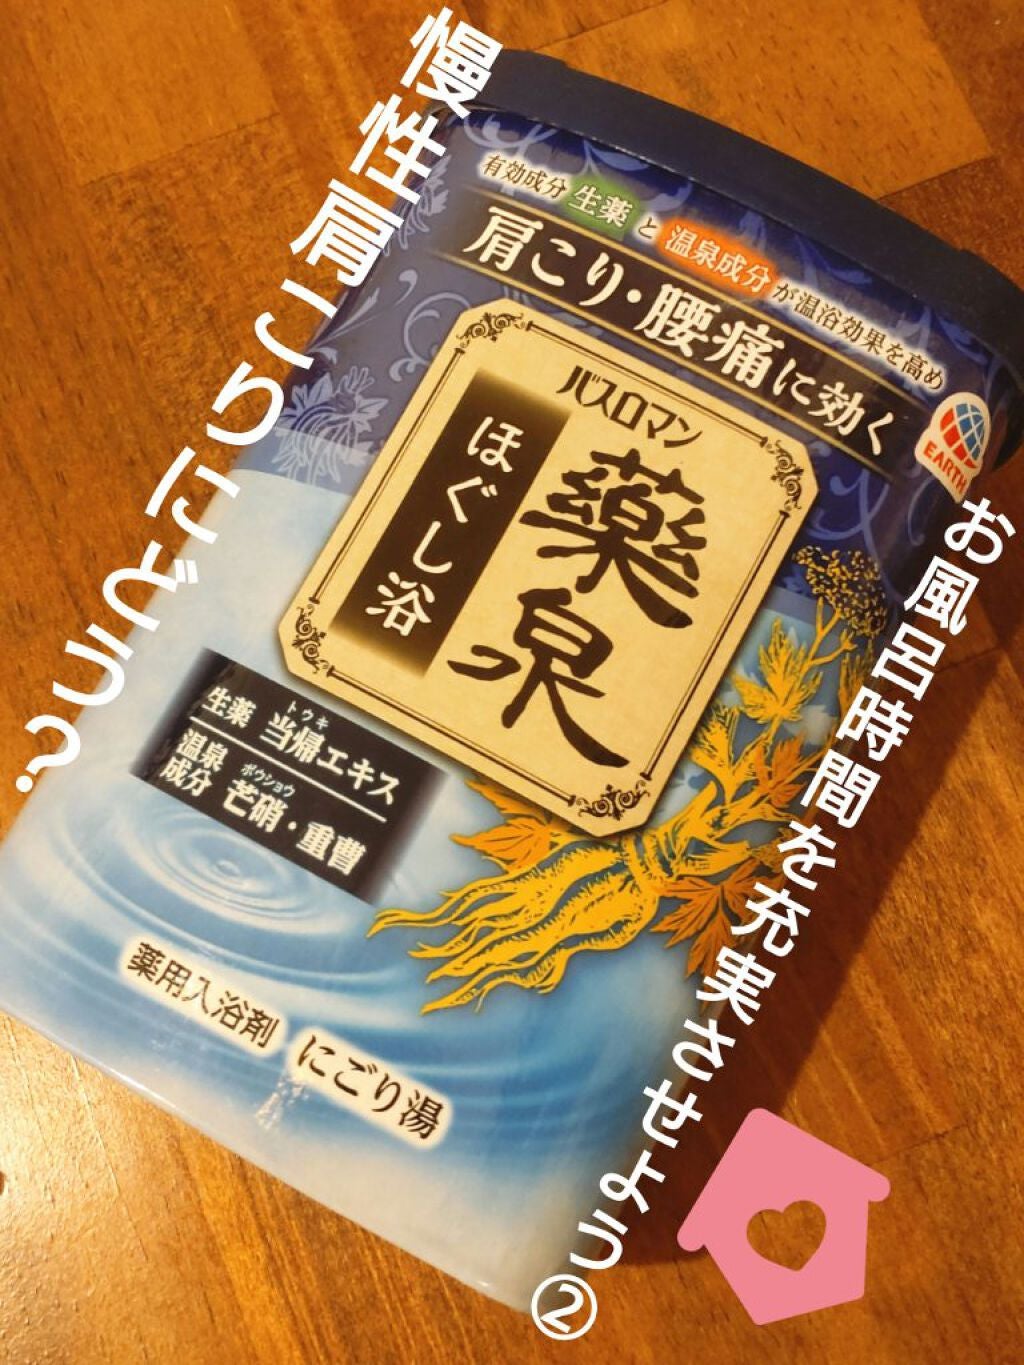 慢性肩こりにどう?
有効成分 生薬 と 温泉成分 が温浴効果を高め
肩こり・腰痛に効く
EARTH
バスロマン
薬泉
ほぐし浴
トウキ
生薬 当帰エキス
ボウショウ
温泉成分 芒硝・重曹
薬用入浴剤 にごり湯
お風呂時間を充実させよう②